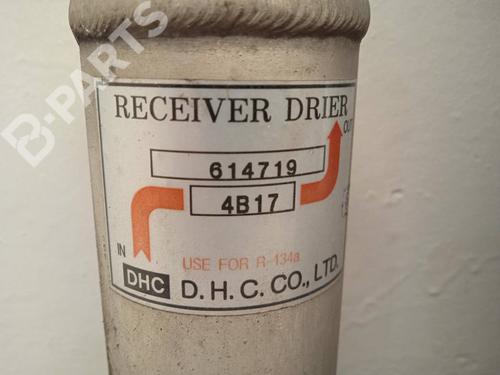 B-PARTS
RECEIVER DRIER
OUT
614719
4B17
IN
USE FOR R-134a
DHC D. H. C. CO., LTD.